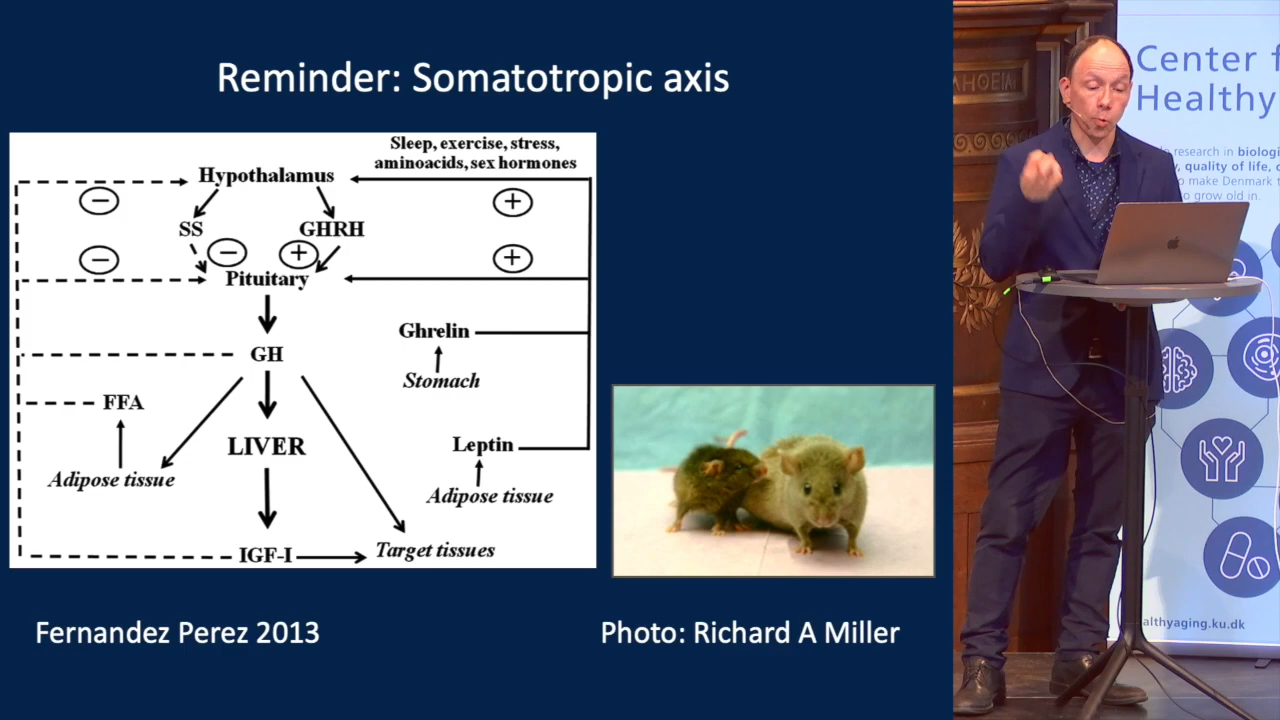 Reminder: Somatotropic axis
Sleep, exercise, stress,
aminoacids, sex hormones
Hypothalamus
SS
GHRH
Pituitary
GH
Ghrelin
Stomach
FFA
LIVER
Leptin
Adipose tissue
Adipose tissue
IGF-I
Target tissues
Fernandez Perez 2013
Photo: Richard A Miller
Center f
Healthy
research in biologi
, quality of life, c
o make Denmark t
o grow old in.
althyaging.ku.dk